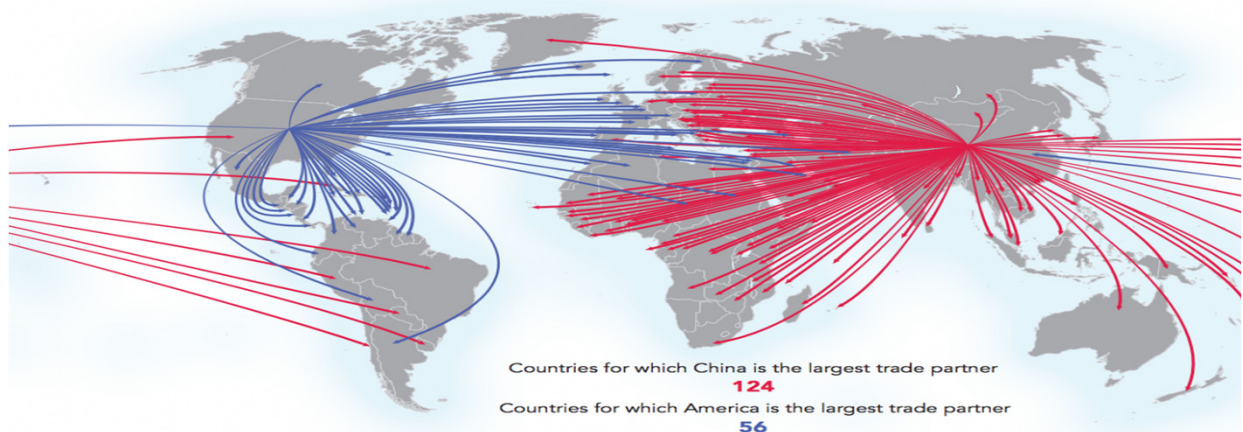 Countries for which China is the largest trade partner
124
Countries for which America is the largest trade partner
56